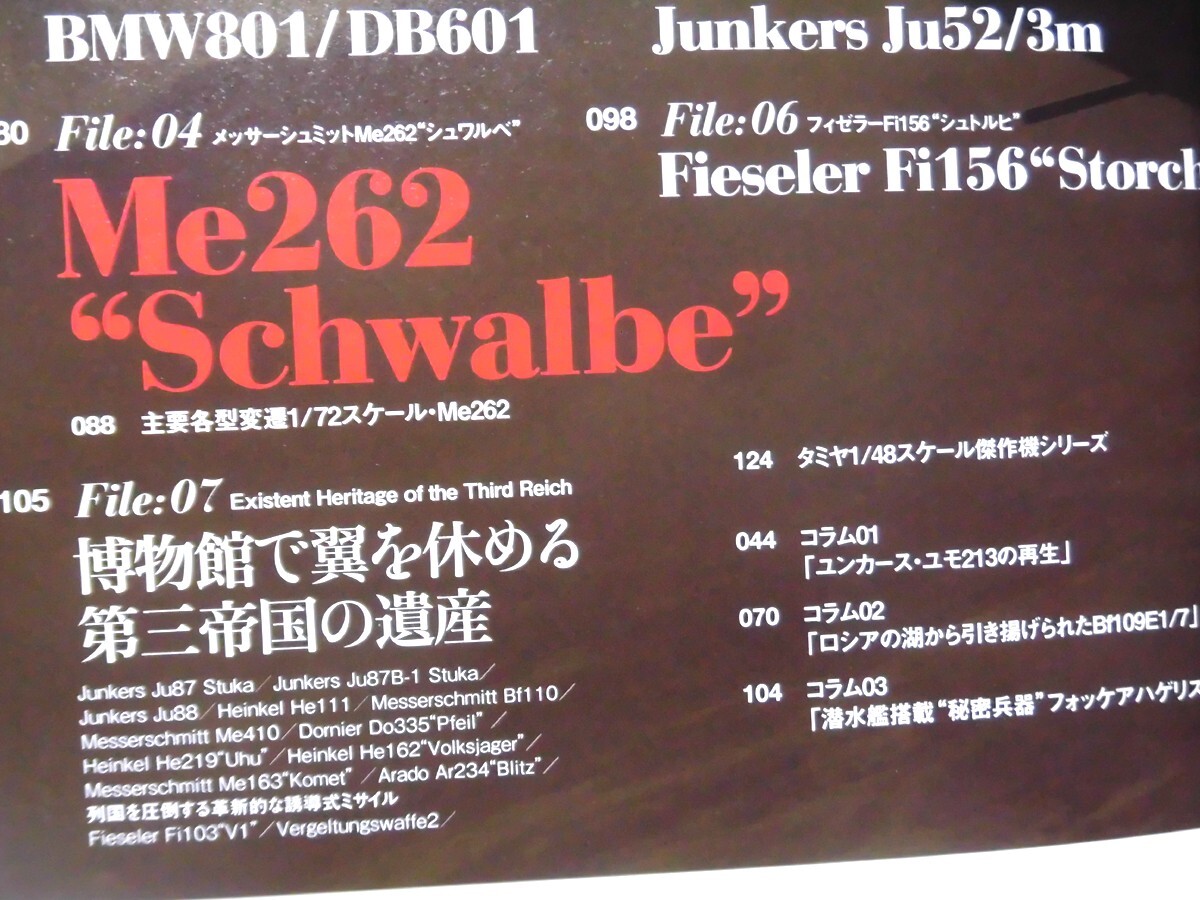 BMW801/DB601
80 File:04 メッサーシュミットMe262“シュワルベ”
Me262
“Schwalbe”
088 主要各型変遷1/72スケール・Me262
105 File:07 Existent Heritage of the Third Reich
博物館で翼を休める
第三帝国の遺産
Junkers Ju87 Stuka／Junkers Ju87B-1 Stuka／
Junkers Ju88／Heinkel He111／Messerschmitt Bf110／
Messerschmitt Me410／Dornier Do335“Pfeil”／
Heinkel He219“Uhu”／Heinkel He162“Volksjager”／
Messerschmitt Me163“Komet”／Arado Ar234“Blitz”／
列国を圧倒する革新的な誘導式ミサイル
Fieseler Fi103“V1”／Vergeltungswaffe2／
Junkers Ju52/3m
098 File:06 フィゼラーFi156“シュトルヒ”
Fieseler Fi156“Storch
124 タミヤ1/48スケール傑作機シリーズ
044 コラム01
「ユンカース・ユモ213の再生」
070 コラム02
「ロシアの湖から引き揚げられたBf109E1/7」
104 コラム03
「潜水艦搭載“秘密兵器”フォッケアハゲリス